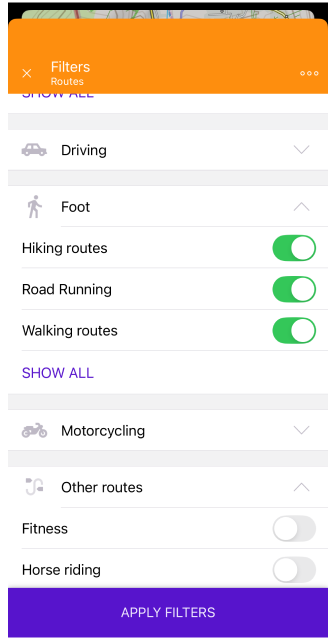 Filters
Routes
SHOW ALL
Driving
Foot
Hiking routes
Road Running
Walking routes
SHOW ALL
Motorcycling
Other routes
Fitness
Horse riding
APPLY FILTERS